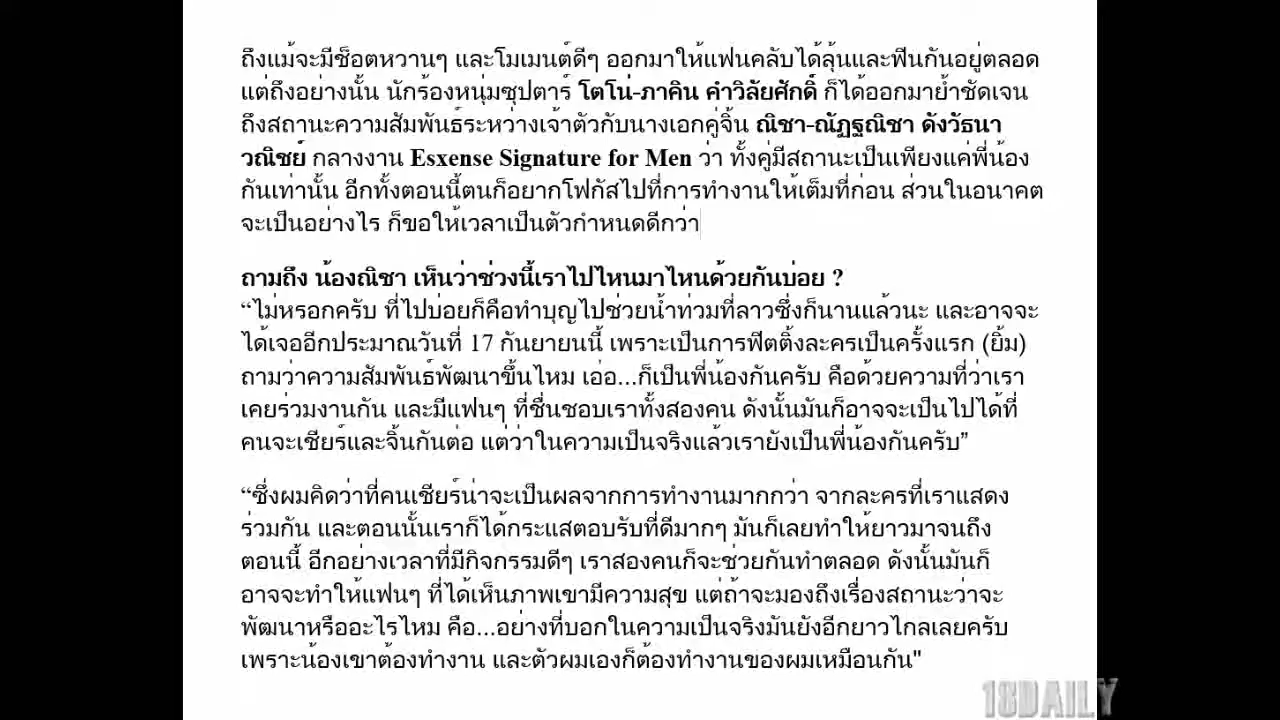 ถึงแม้จะมีช็อตหวานๆ และโมเมนต์ดีๆ ออกมาให้แฟนคลับได้ลุ้นและฟินกันอยู่ตลอด
แต่ถึงอย่างนั้น นักร้องหนุ่มซุปตาร์ โตโน่-ภาคิน คำวิลัยศักดิ์ ก็ได้ออกมาย้ำชัดเจน
ถึงสถานะความสัมพันธ์ระหว่างเจ้าตัวกับนางเอกคู่จิ้น ณิชา-ณัฏฐณิชา ดังวัธนา
วณิชย์ กลางงาน Esxense Signature for Men ว่า ทั้งคู่มีสถานะเป็นเพียงแค่พี่น้อง
กันเท่านั้น อีกทั้งตอนนี้ตนก็อยากโฟกัสไปที่การทำงานให้เต็มที่ก่อน ส่วนในอนาคต
จะเป็นอย่างไร ก็ขอให้เวลาเป็นตัวกำหนดดีกว่า
ถามถึง น้องณิชา เห็นว่าช่วงนี้เราไปไหนมาไหนด้วยกันบ่อย ?
“ไม่หรอกครับ ที่ไปบ่อยก็คือทำบุญไปช่วยน้ำท่วมที่ลาวซึ่งก็นานแล้วนะ และอาจจะ
ได้เจออีกประมาณวันที่ 17 กันยายนนี้ เพราะเป็นการฟีตติ้งละครเป็นครั้งแรก (ยิ้ม)
ถามว่าความสัมพันธ์พัฒนาขึ้นไหม เอ่อ...ก็เป็นพี่น้องกันครับ คือด้วยความที่ว่าเรา
เคยร่วมงานกัน และมีแฟนๆ ที่ชื่นชอบเราทั้งสองคน ดังนั้นมันก็อาจจะเป็นไปได้ที่
คนจะเชียร์และจิ้นกันต่อ แต่ว่าในความเป็นจริงแล้วเรายังเป็นพี่น้องกันครับ”
“ซึ่งผมคิดว่าที่คนเชียร์น่าจะเป็นผลจากการทำงานมากกว่า จากละครที่เราแสดง
ร่วมกัน และตอนนั้นเราก็ได้กระแสตอบรับที่ดีมากๆ มันก็เลยทำให้ยาวมาจนถึง
ตอนนี้ อีกอย่างเวลาที่มีกิจกรรมดีๆ เราสองคนก็จะช่วยกันทำตลอด ดังนั้นมันก็
อาจจะทำให้แฟนๆ ที่ได้เห็นภาพเขามีความสุข แต่ถ้าจะมองถึงเรื่องสถานะว่าจะ
พัฒนาหรืออะไรไหม คือ...อย่างที่บอกในความเป็นจริงมันยังอีกยาวไกลเลยครับ
เพราะน้องเขาต้องทำงาน และตัวผมเองก็ต้องทำงานของผมเหมือนกัน"
18DAILY